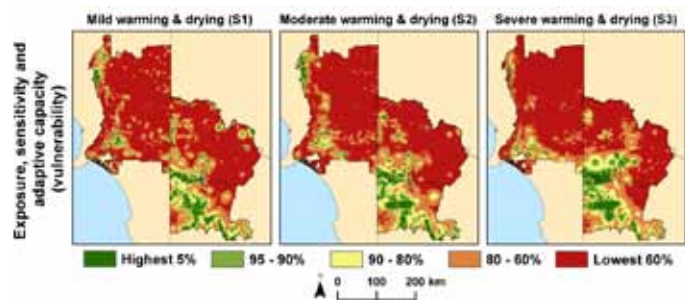 Mild warming & drying (S1) Moderate warming & drying (S2) Severe warming & drying (S3)
Exposure, sensitivity and
adaptive capacity
(vulnerability)
Highest 5% 95 - 90% 90 - 80% 80 - 60% Lowest 60%
0 100 200 km